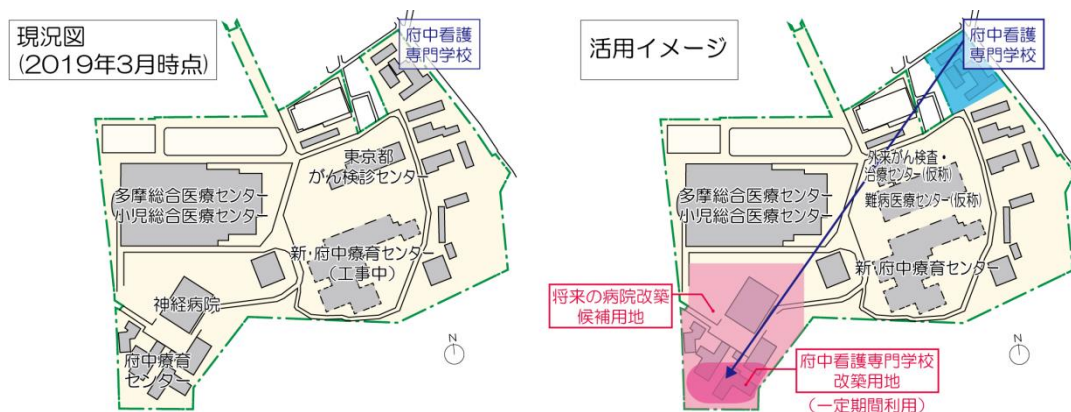 現況図
(2019年3月時点)
府中看護
専門学校
東京都
がん検診センター
多摩総合医療センター
小児総合医療センター
新・府中療育センター
(工事中)
神経病院
府中療育
センター
N
活用イメージ
府中看護
専門学校
外来がん検査・
治療センター(仮称)
難病医療センター(仮称)
多摩総合医療センター
小児総合医療センター
新・府中療育センター
将来の病院改築
候補用地
N
府中看護専門学校
改築用地
(一定期間利用)